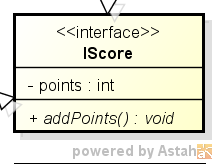 <<interface>>
IScore
- points : int
+ addPoints() : void
powered by Astah